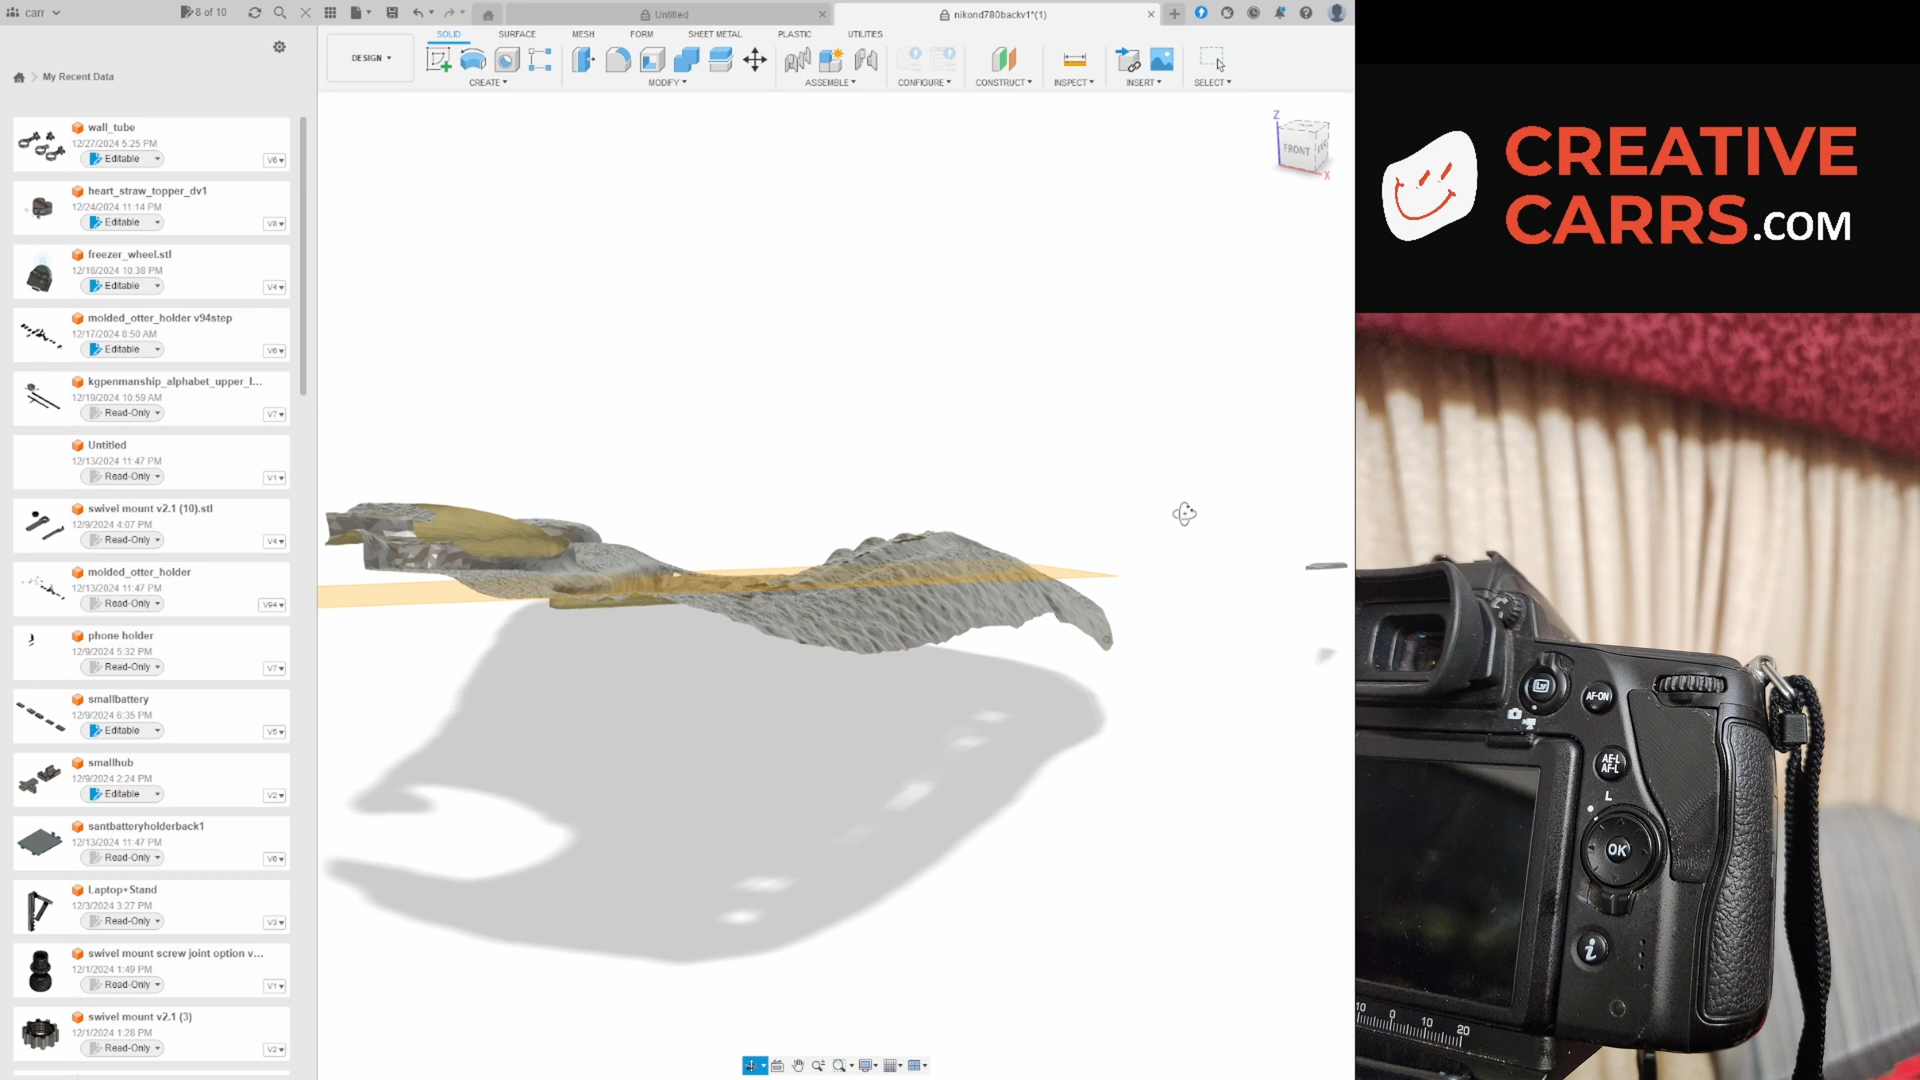 carr
8 of 10
Untitled
nikond780backv1*(1)
My Recent Data
DESIGN
SOLID
SURFACE
MESH
FORM
SHEET METAL
PLASTIC
UTILITIES
CREATE
MODIFY
ASSEMBLE
CONFIGURE
CONSTRUCT
INSPECT
INSERT
SELECT
wall_tube
12/27/2024 5:25 PM
Editable
V6
heart_straw_topper_dv1
12/24/2024 11:14 PM
Editable
V8
freezer_wheel.stl
12/18/2024 10:38 PM
Editable
V4
molded_otter_holder v94step
12/17/2024 8:50 AM
Editable
V6
kgpenmanship_alphabet_upper_l...
12/19/2024 10:59 AM
Read-Only
V7
Untitled
12/13/2024 11:47 PM
Read-Only
V1
swivel mount v2.1 (10).stl
12/9/2024 4:07 PM
Read-Only
V4
molded_otter_holder
12/13/2024 11:47 PM
Read-Only
V94
phone holder
12/9/2024 5:32 PM
Read-Only
V7
smallbattery
12/9/2024 6:35 PM
Editable
V5
smallhub
12/9/2024 2:24 PM
Editable
V2
santbatteryholderback1
12/13/2024 11:47 PM
Read-Only
V6
Laptop+Stand
12/3/2024 3:27 PM
Read-Only
V3
swivel mount screw joint option v...
12/1/2024 1:49 PM
Read-Only
V1
swivel mount v2.1 (3)
12/1/2024 1:28 PM
Read-Only
V2
Z
FRONT
X
CREATIVE
CARRS.COM
Lv
AF-ON
AE-L
AF-L
L
OK
i
10 0 10 20